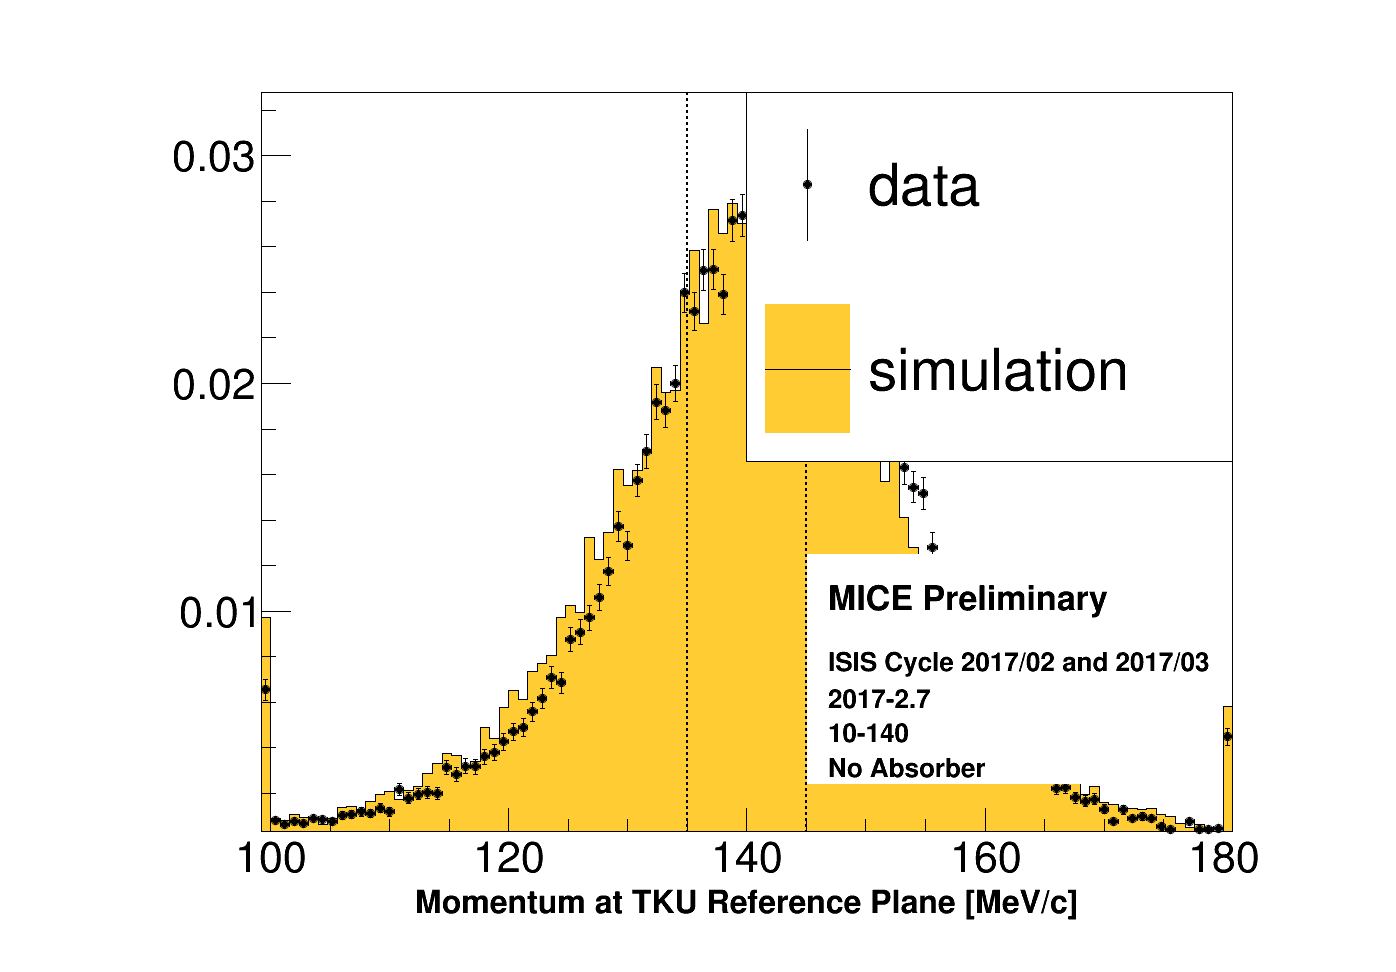 0.03
data
0.02
simulation
0.01
MICE Preliminary
ISIS Cycle 2017/02 and 2017/03
2017-2.7
10-140
No Absorber
100 120 140 160 180
Momentum at TKU Reference Plane [MeV/c]